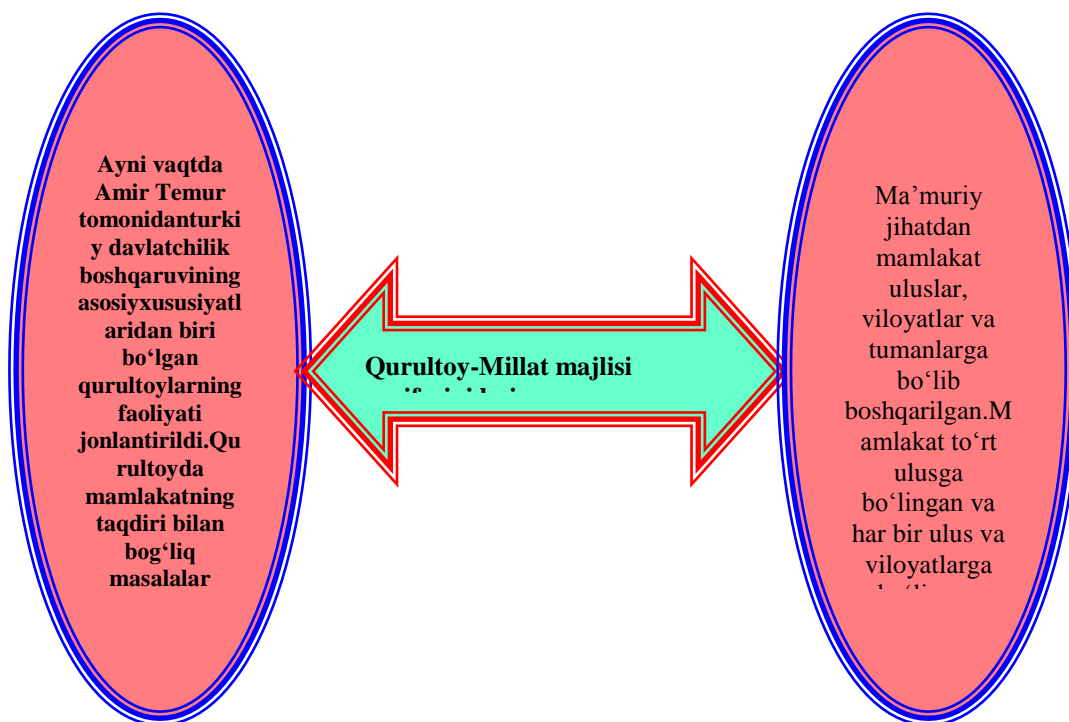 Ayni vaqtda
Amir Temur
tomonidanturki
y davlatchilik
boshqaruvining
asosiyxususiyatl
aridan biri
bo‘lgan
qurultoylarning
faoliyati
jonlantirildi.Qu
rultoyda
mamlakatning
taqdiri bilan
bog‘liq
masalalar
Qurultoy-Millat majlisi
Ma’muriy
jihatdan
mamlakat
uluslar,
viloyatlar va
tumanlarga
bo‘lib
boshqarilgan.M
amlakat to‘rt
ulusga
bo‘lingan va
har bir ulus va
viloyatlarga